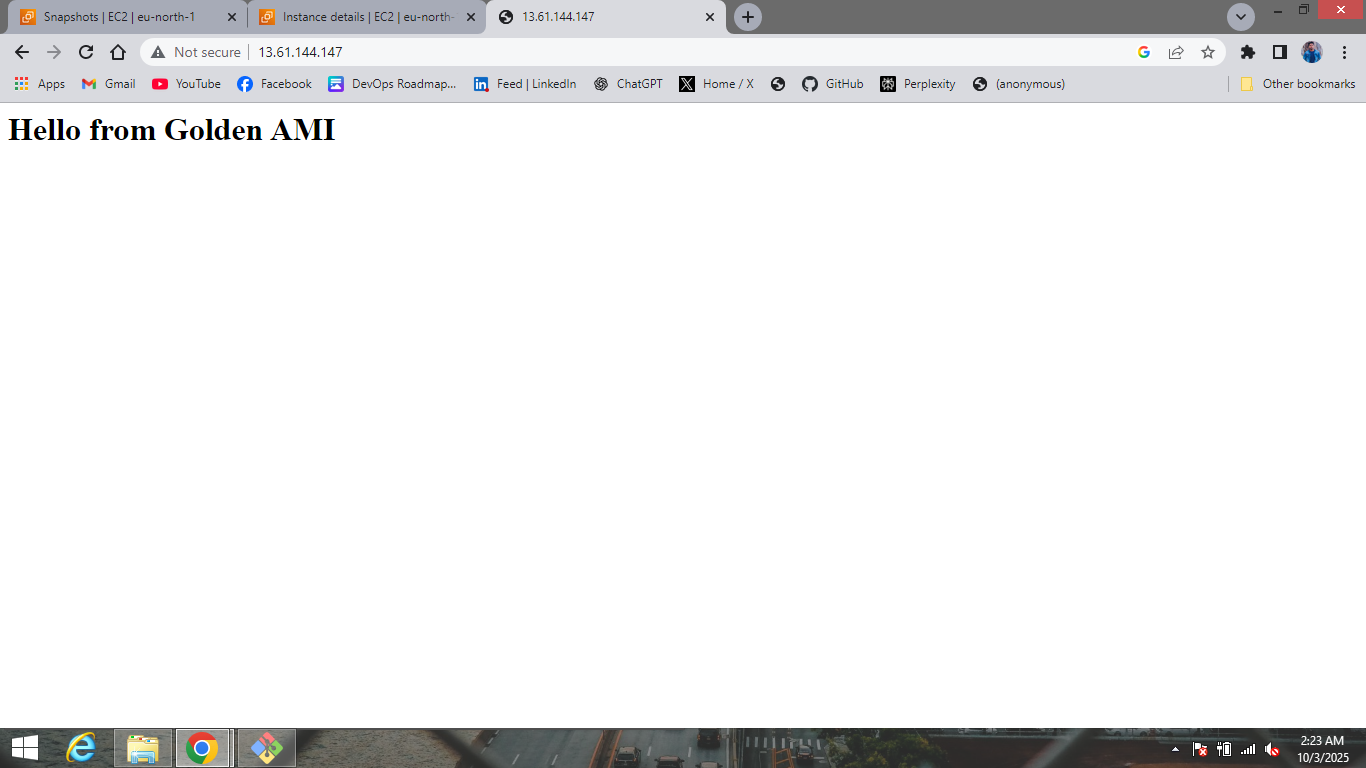 Snapshots | EC2 | eu-north-1
Instance details | EC2 | eu-north-
13.61.144.147
Not secure
13.61.144.147
Apps
Gmail
YouTube
Facebook
DevOps Roadmap...
Feed | LinkedIn
ChatGPT
Home / X
GitHub
Perplexity
(anonymous)
Other bookmarks
Hello from Golden AMI
2:23 AM
10/3/2025